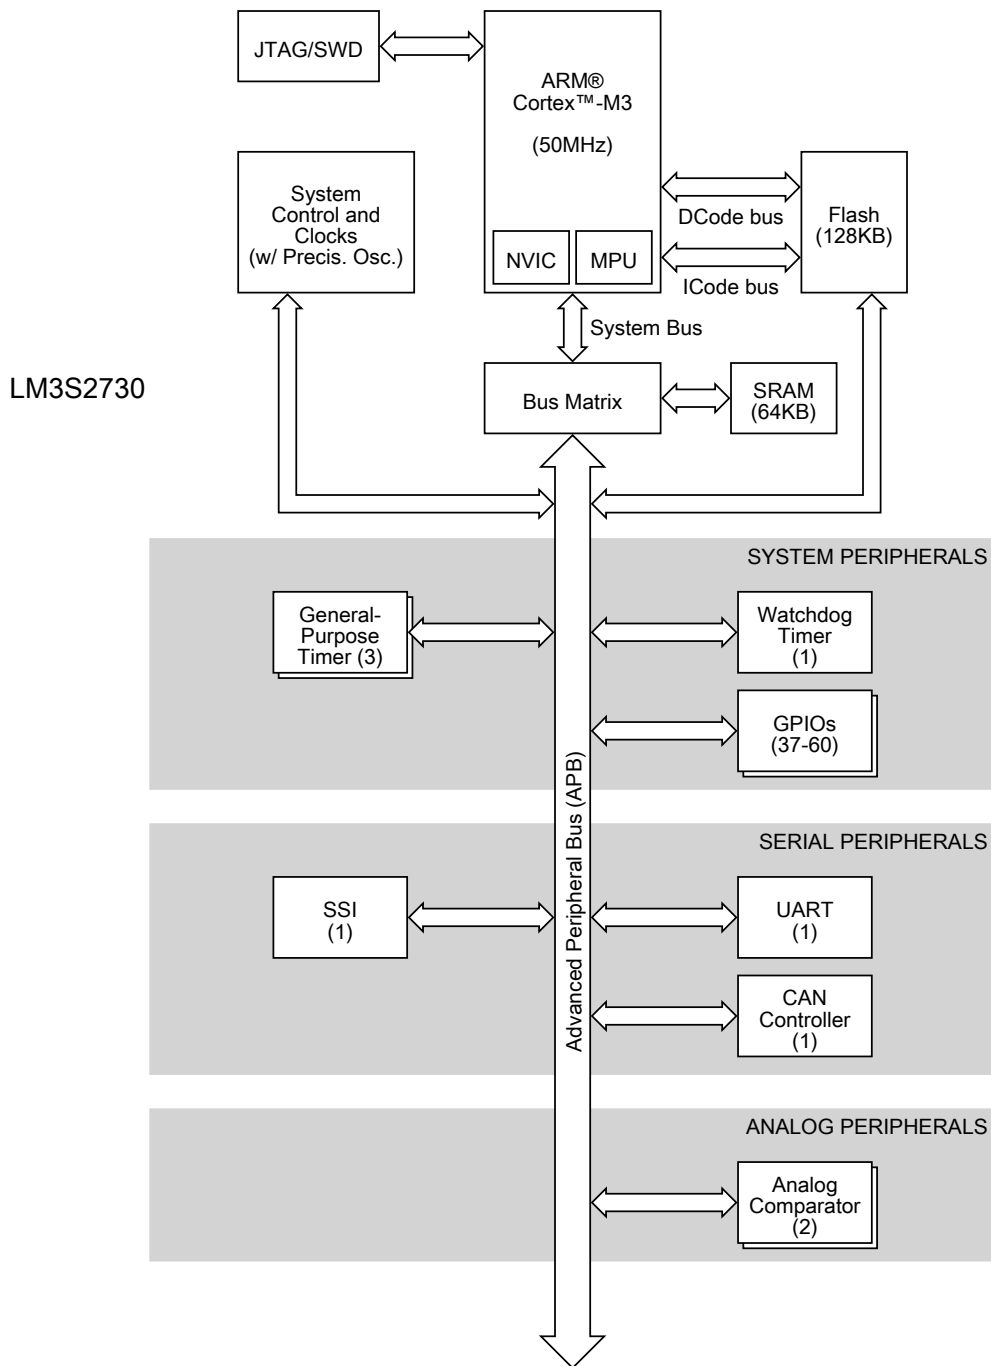 JTAG/SWD
ARM®
Cortex™-M3
(50MHz)
System
Control and
Clocks
(w/ Precis. Osc.)
DCode bus
Flash
(128KB)
NVIC
MPU
ICode bus
System Bus
LM3S2730
Bus Matrix
SRAM
(64KB)
SYSTEM PERIPHERALS
General-
Purpose
Timer (3)
Watchdog
Timer
(1)
GPIOs
(37-60)
Advanced Peripheral Bus (APB)
SERIAL PERIPHERALS
SSI
(1)
UART
(1)
CAN
Controller
(1)
ANALOG PERIPHERALS
Analog
Comparator
(2)